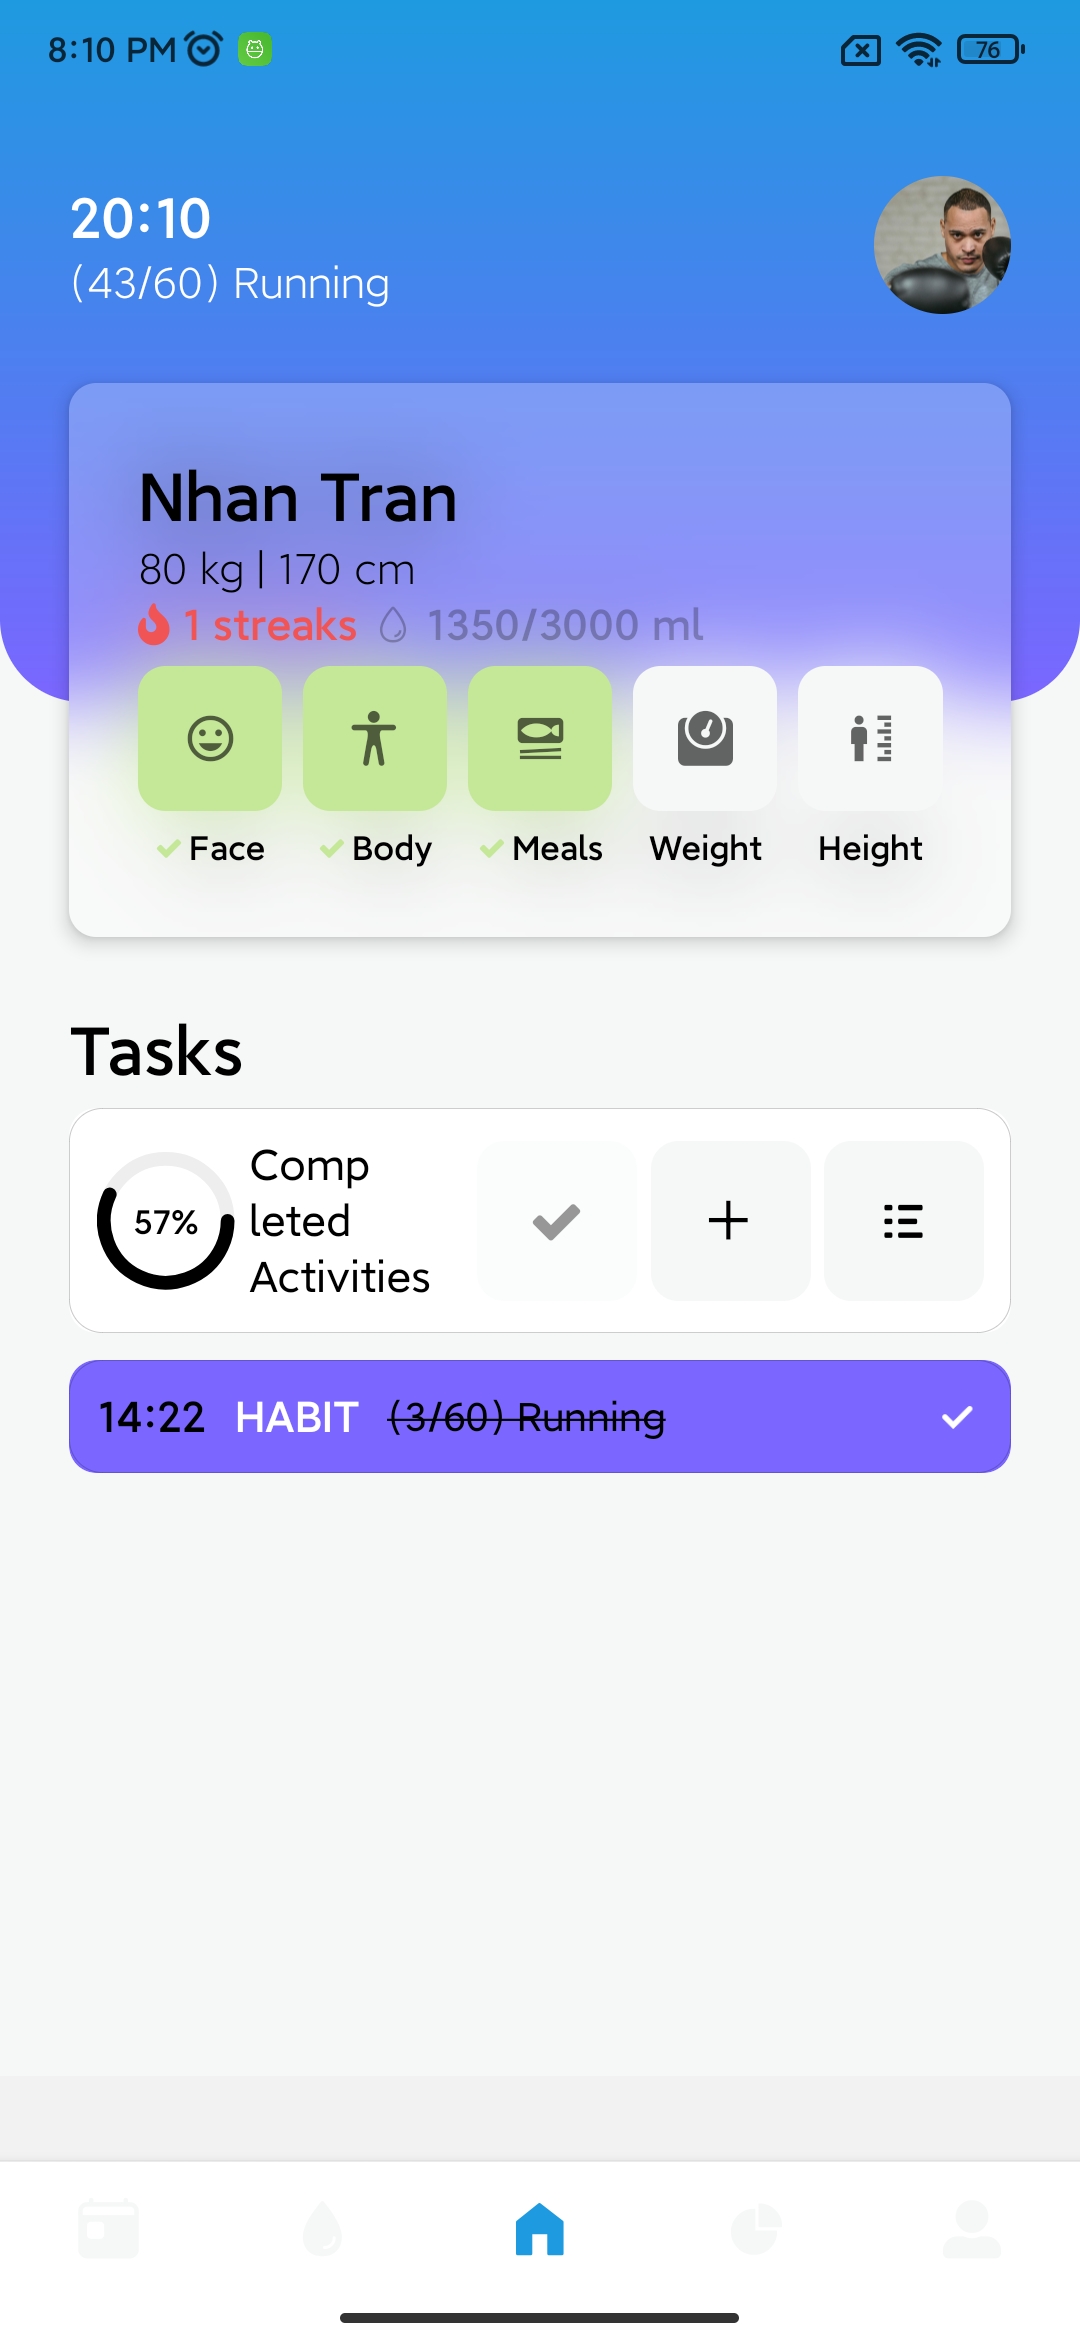 8:10 PM
76
20:10
(43/60) Running
Nhan Tran
80 kg | 170 cm
1 streaks 1350/3000 ml
Face Body Meals Weight Height
Tasks
57%
Comp
leted
Activities
14:22 HABIT (3/60) Running